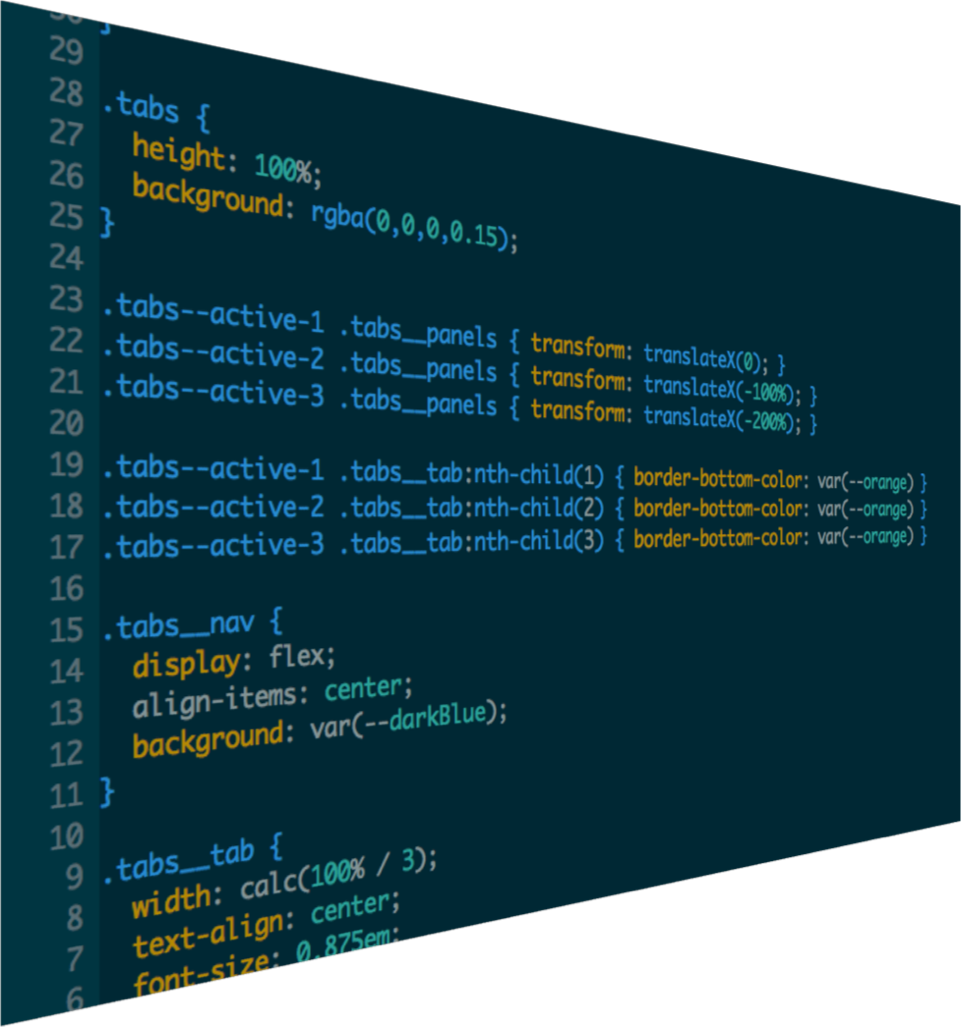 29 }
28 .tabs {
27 height: 100%;
26 background: rgba(0,0,0,0.15);
25 }
24
23 .tabs--active-1 .tabs__panels { transform: translateX(0); }
22 .tabs--active-2 .tabs__panels { transform: translateX(-100%); }
21 .tabs--active-3 .tabs__panels { transform: translateX(-200%); }
20
19 .tabs--active-1 .tabs__tab:nth-child(1) { border-bottom-color: var(--orange) }
18 .tabs--active-2 .tabs__tab:nth-child(2) { border-bottom-color: var(--orange) }
17 .tabs--active-3 .tabs__tab:nth-child(3) { border-bottom-color: var(--orange) }
16
15 .tabs__nav {
14 display: flex;
13 align-items: center;
12 background: var(--darkBlue);
11 }
10
9 .tabs__tab {
8 width: calc(100% / 3);
7 text-align: center;
6 font-size: 0.875em;